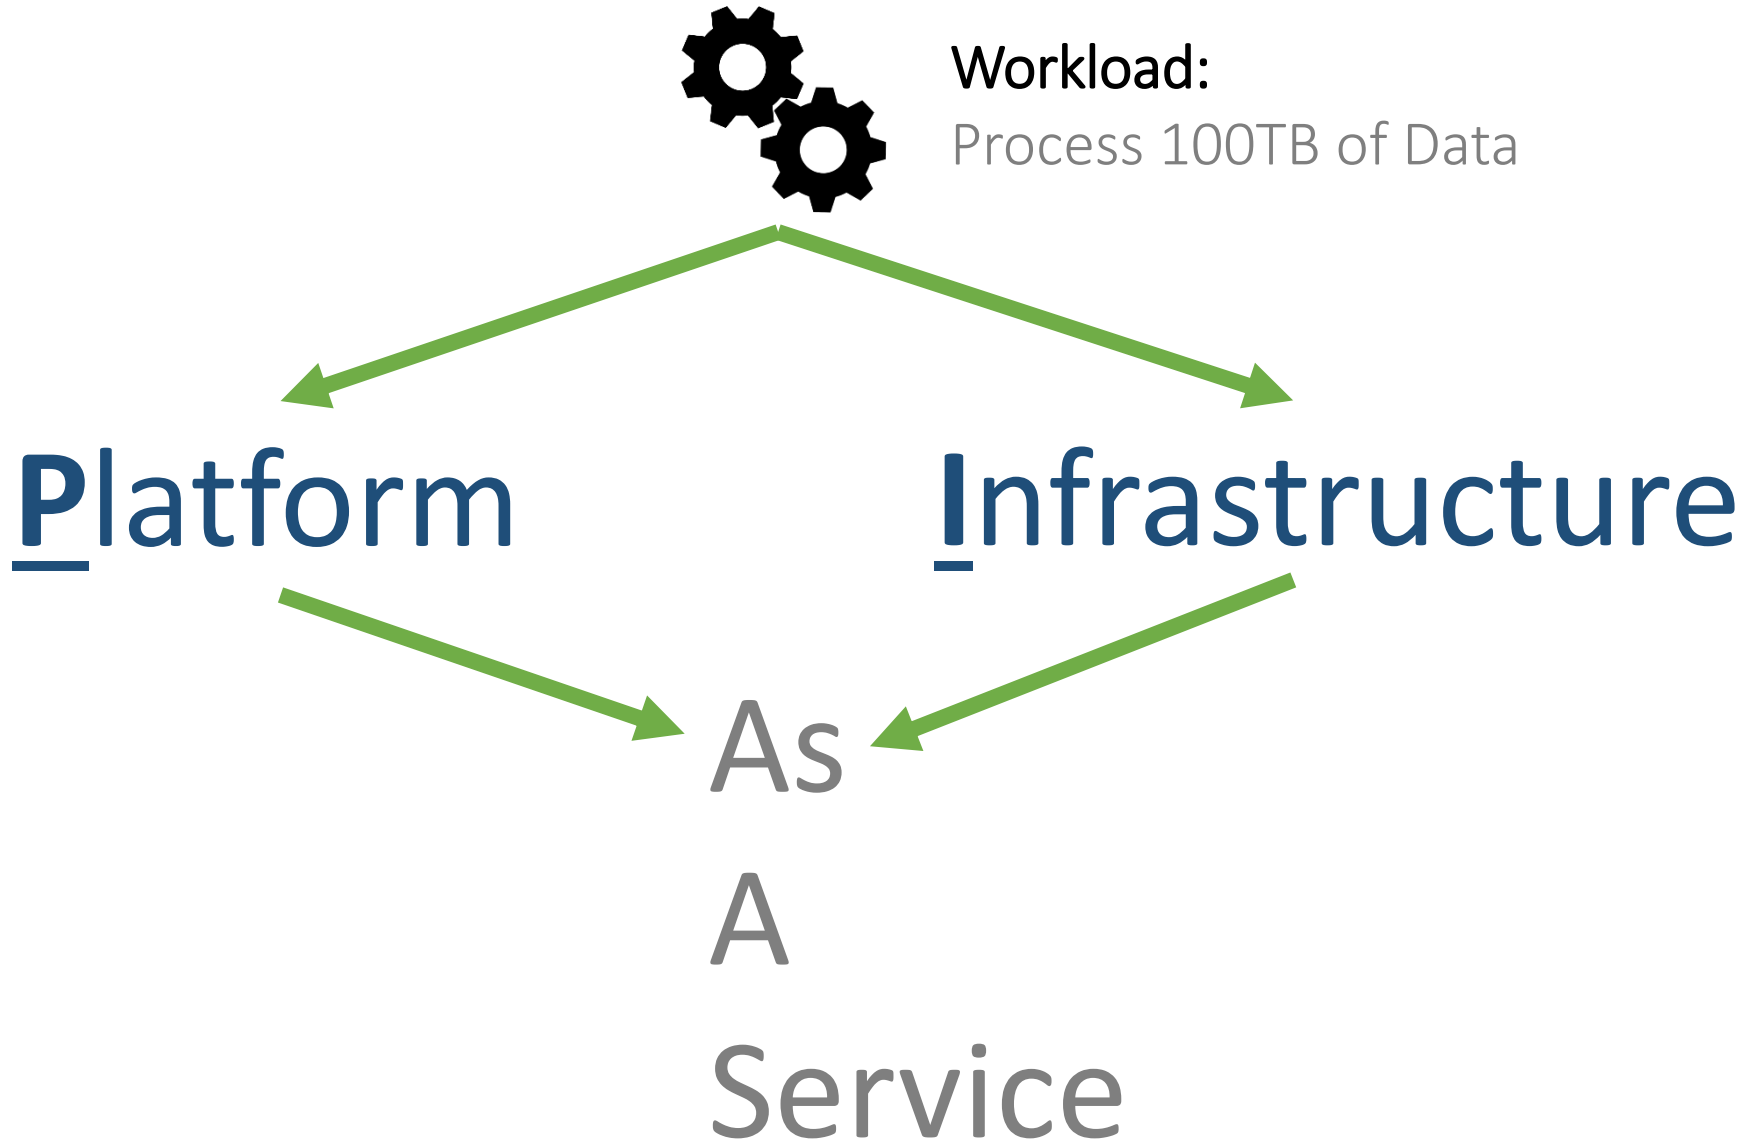 Workload:
Process 100TB of Data
Platform
Infrastructure
As
A
Service